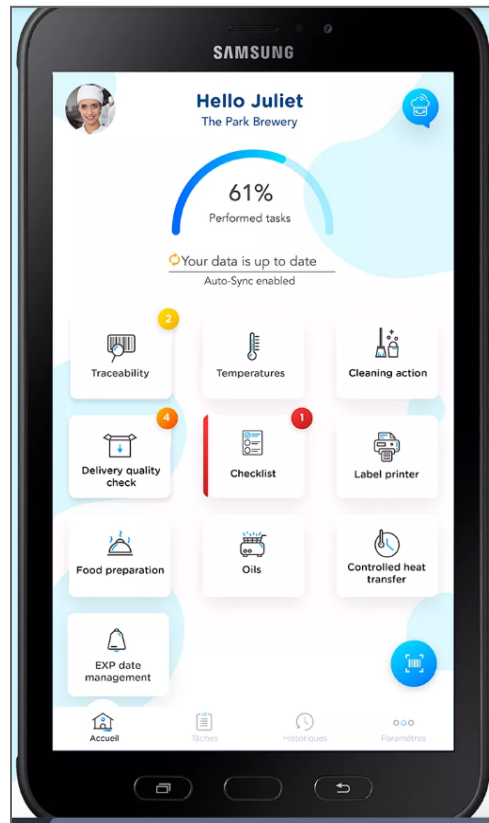 SAMSUNG
Hello Juliet
The Park Brewery
61%
Performed tasks
Your data is up to date
Auto-Sync enabled
2
Traceability
Temperatures
Cleaning action
4
Delivery quality
check
1
Checklist
Label printer
Food preparation
Oils
Controlled heat
transfer
EXP date
management
Accueil
Tâches
Historiques
Paramètres